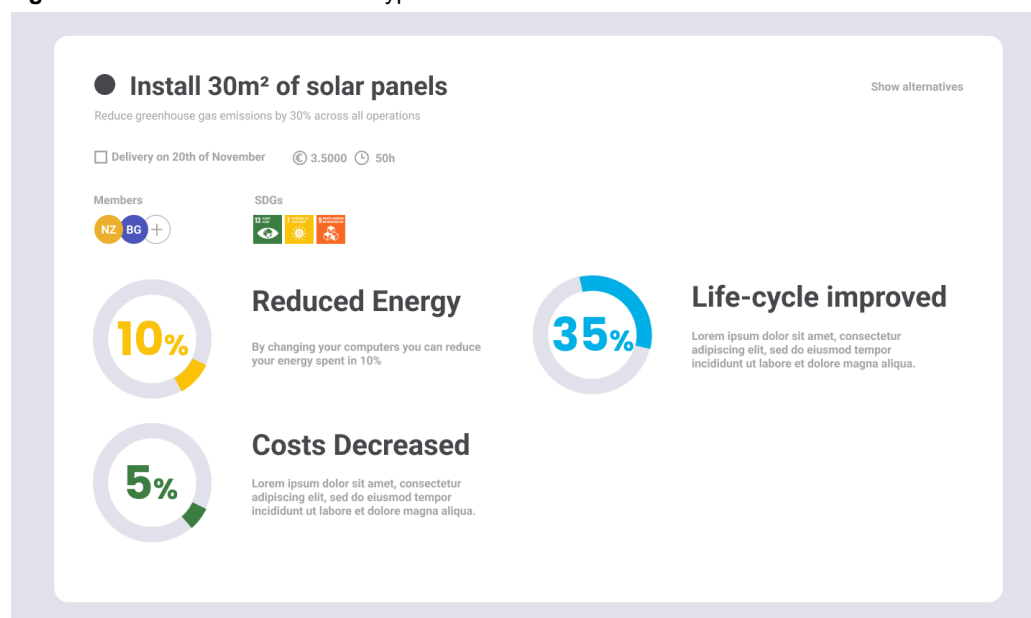 Install 30m² of solar panels
Show alternatives
Reduce greenhouse gas emissions by 30% across all operations
Delivery on 20th of November
€ 3.5000
50h
Members
SDGs
NZ
BG
+
13
7
9
10%
Reduced Energy
By changing your computers you can reduce
your energy spent in 10%
35%
Life-cycle improved
Lorem ipsum dolor sit amet, consectetur
adipiscing elit, sed do eiusmod tempor
incididunt ut labore et dolore magna aliqua.
5%
Costs Decreased
Lorem ipsum dolor sit amet, consectetur
adipiscing elit, sed do eiusmod tempor
incididunt ut labore et dolore magna aliqua.